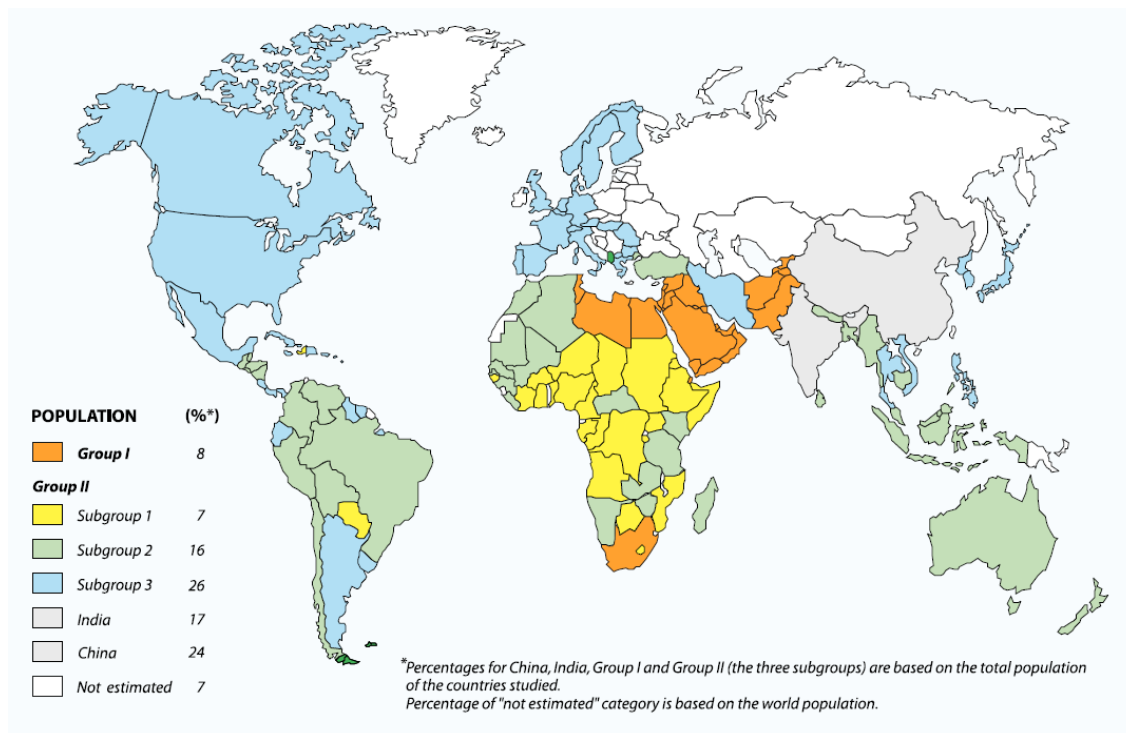 POPULATION (%*)
Group I 8
Group II
Subgroup 1 7
Subgroup 2 16
Subgroup 3 26
India 17
China 24
Not estimated 7
*Percentages for China, India, Group I and Group II (the three subgroups) are based on the total population
of the countries studied.
Percentage of "not estimated" category is based on the world population.